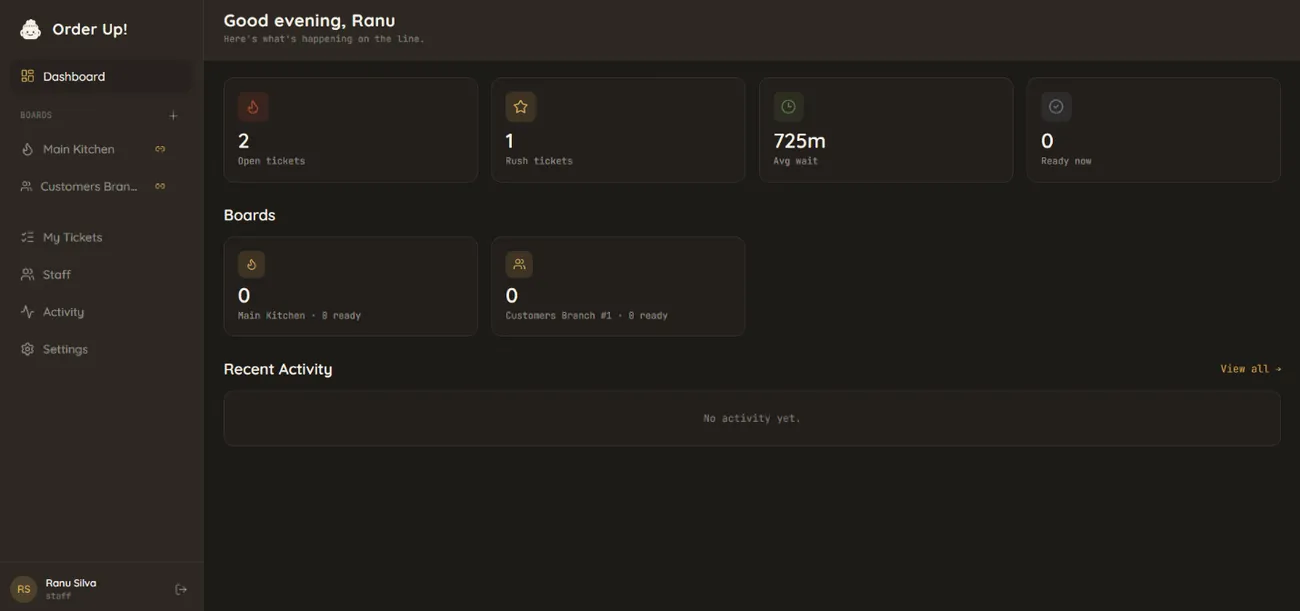 Order Up!
Dashboard
BOARDS
Main Kitchen
Customers Bran...
My Tickets
Staff
Activity
Settings
RS
Ranu Silva
staff
Good evening, Ranu
Here's what's happening on the line.
2
Open tickets
1
Rush tickets
725m
Avg wait
0
Ready now
Boards
0
Main Kitchen · 0 ready
0
Customers Branch #1 · 0 ready
Recent Activity
View all →
No activity yet.